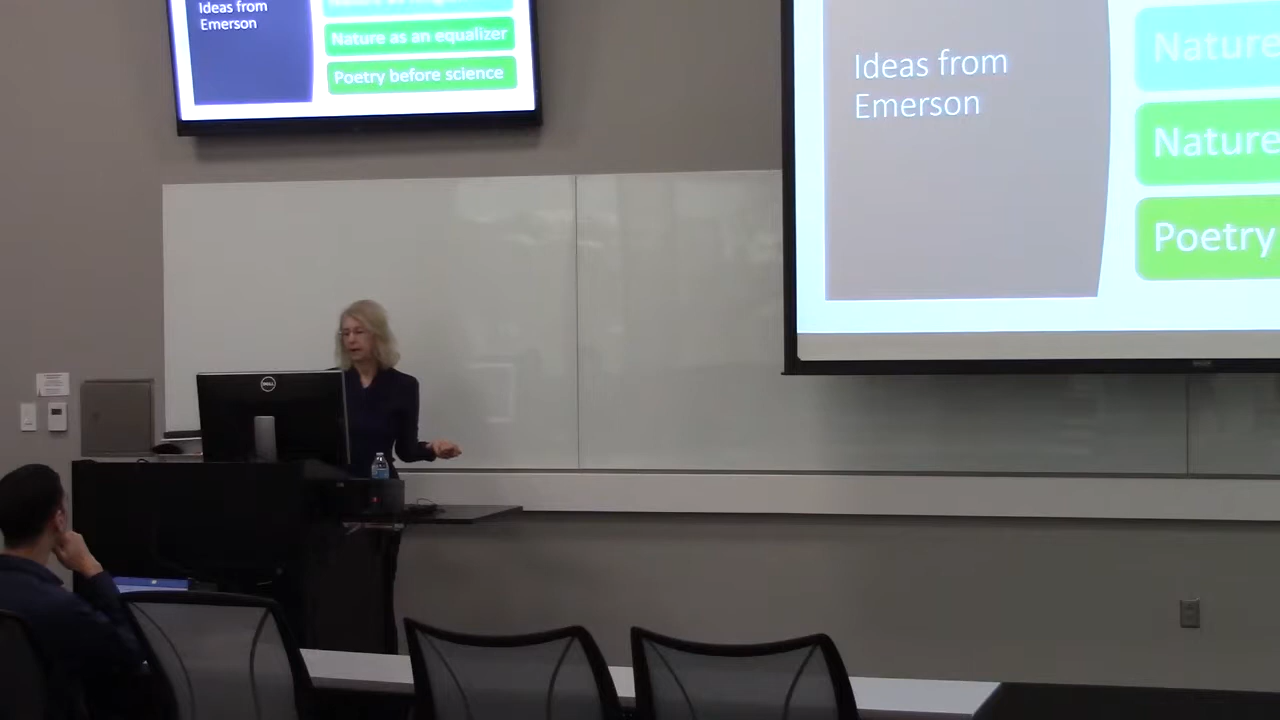 Ideas from
Emerson
Nature as an equalizer
Poetry before science
Ideas from
Emerson
Nature
Nature
Poetry
DELL